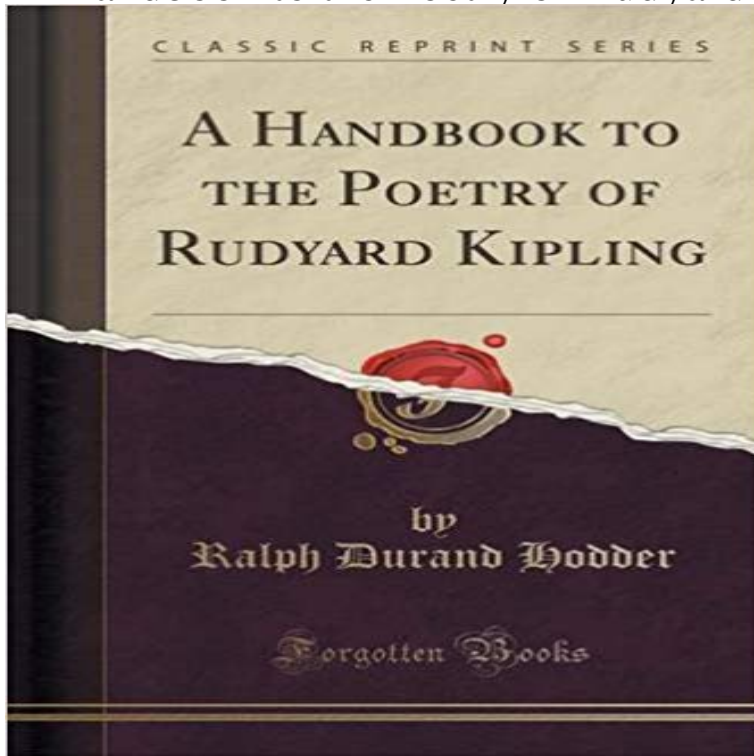 CLASSIC REPRINT SERIES
A HANDBOOK TO
THE POETRY OF
RUDYARD KIPLING
by
Ralph Durand Hodder
Forgotten Books